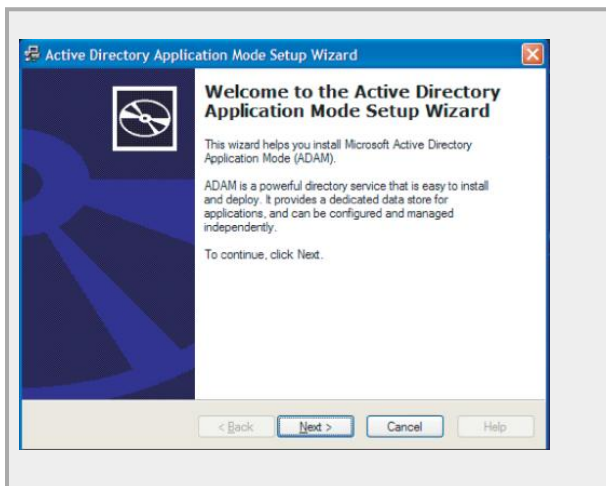 Active Directory Application Mode Setup Wizard
Welcome to the Active Directory
Application Mode Setup Wizard
This wizard helps you install Microsoft Active Directory
Application Mode (ADAM).
ADAM is a powerful directory service that is easy to install
and deploy. It provides a dedicated data store for
applications, and can be configured and managed
independently.
To continue, click Next.
< Back
Next >
Cancel
Help